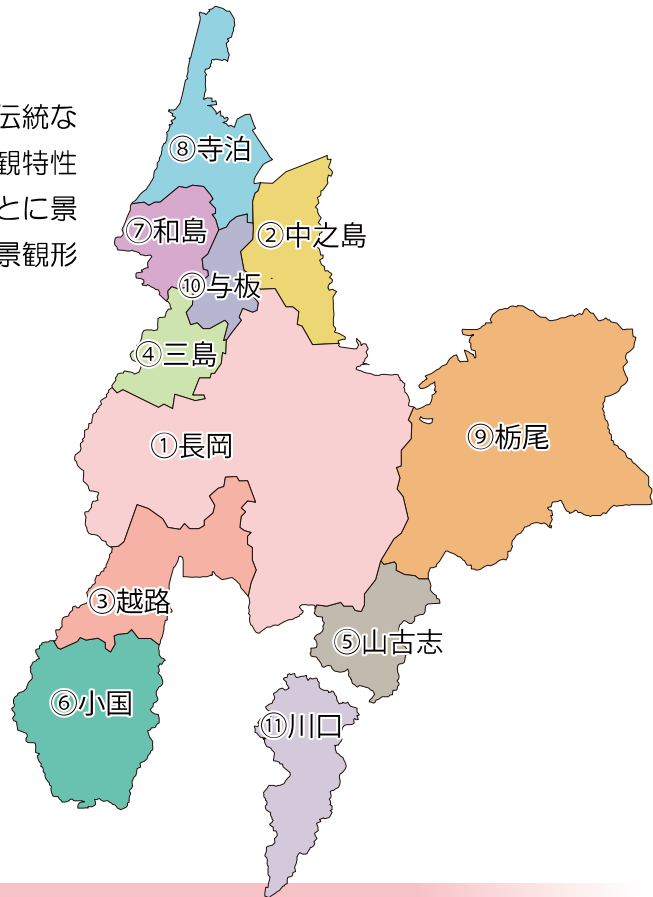 伝統な
観特性
とに景
景観形
⑧寺泊
⑦和島
②中之島
⑩与板
④三島
①長岡
⑨栃尾
③越路
⑤山古志
⑥小国
⑪川口